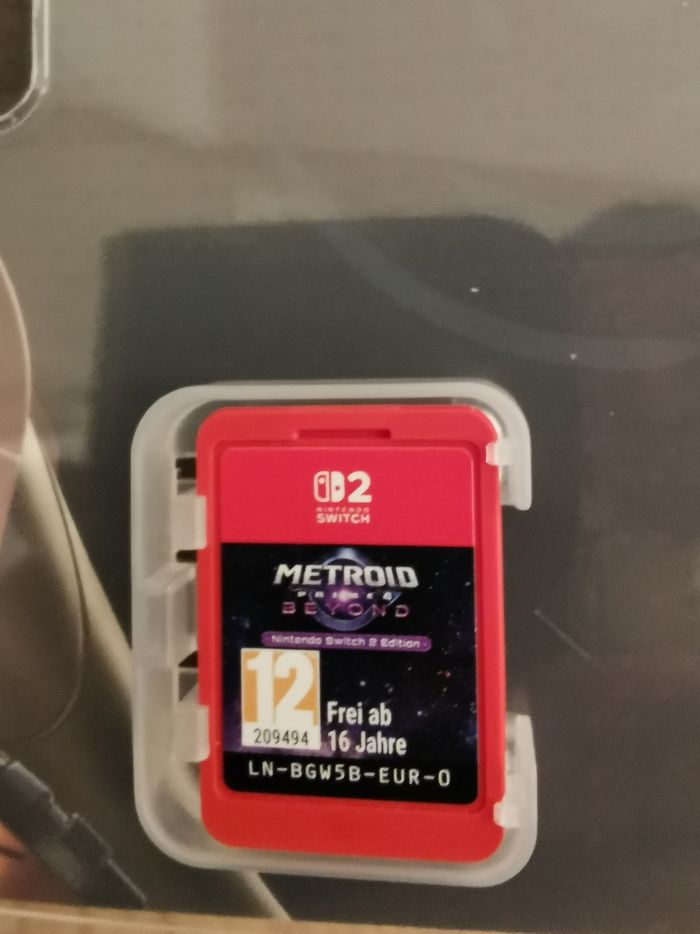 2
NINTENDO
SWITCH
METROID
PRIME 4
BEYOND
Nintendo Switch 2 Edition
12
209494
Frei ab
16 Jahre
LN-BGW5B-EUR-0